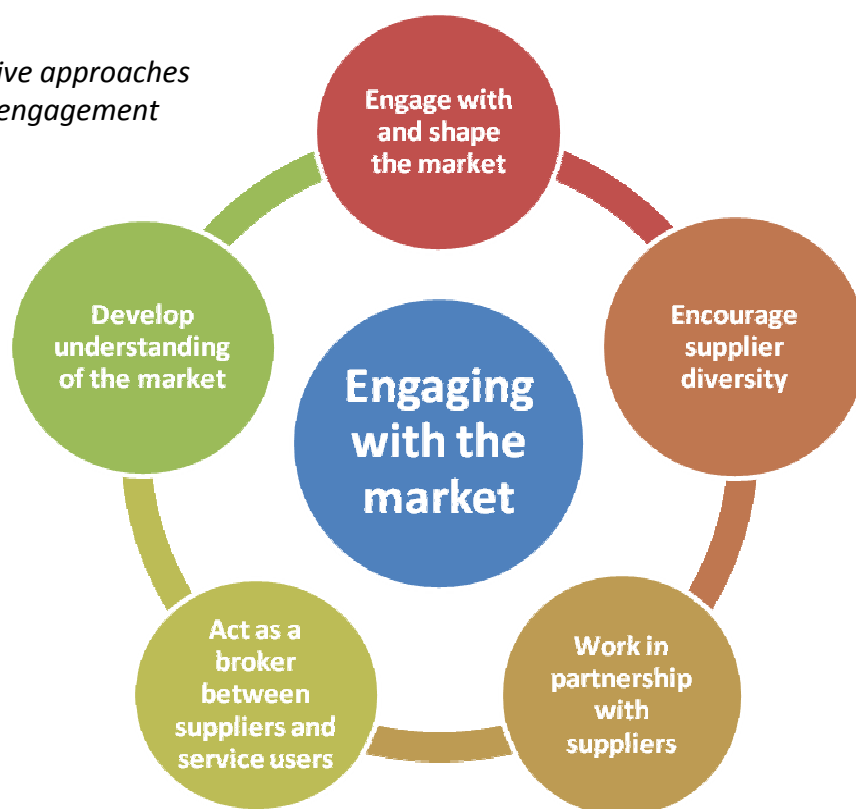 ive approaches
engagement
Engage with
and shape
the market
Encourage
supplier
diversity
Work in
partnership
with
suppliers
Act as a
broker
between
suppliers and
service users
Develop
understanding
of the market
Engaging
with the
market